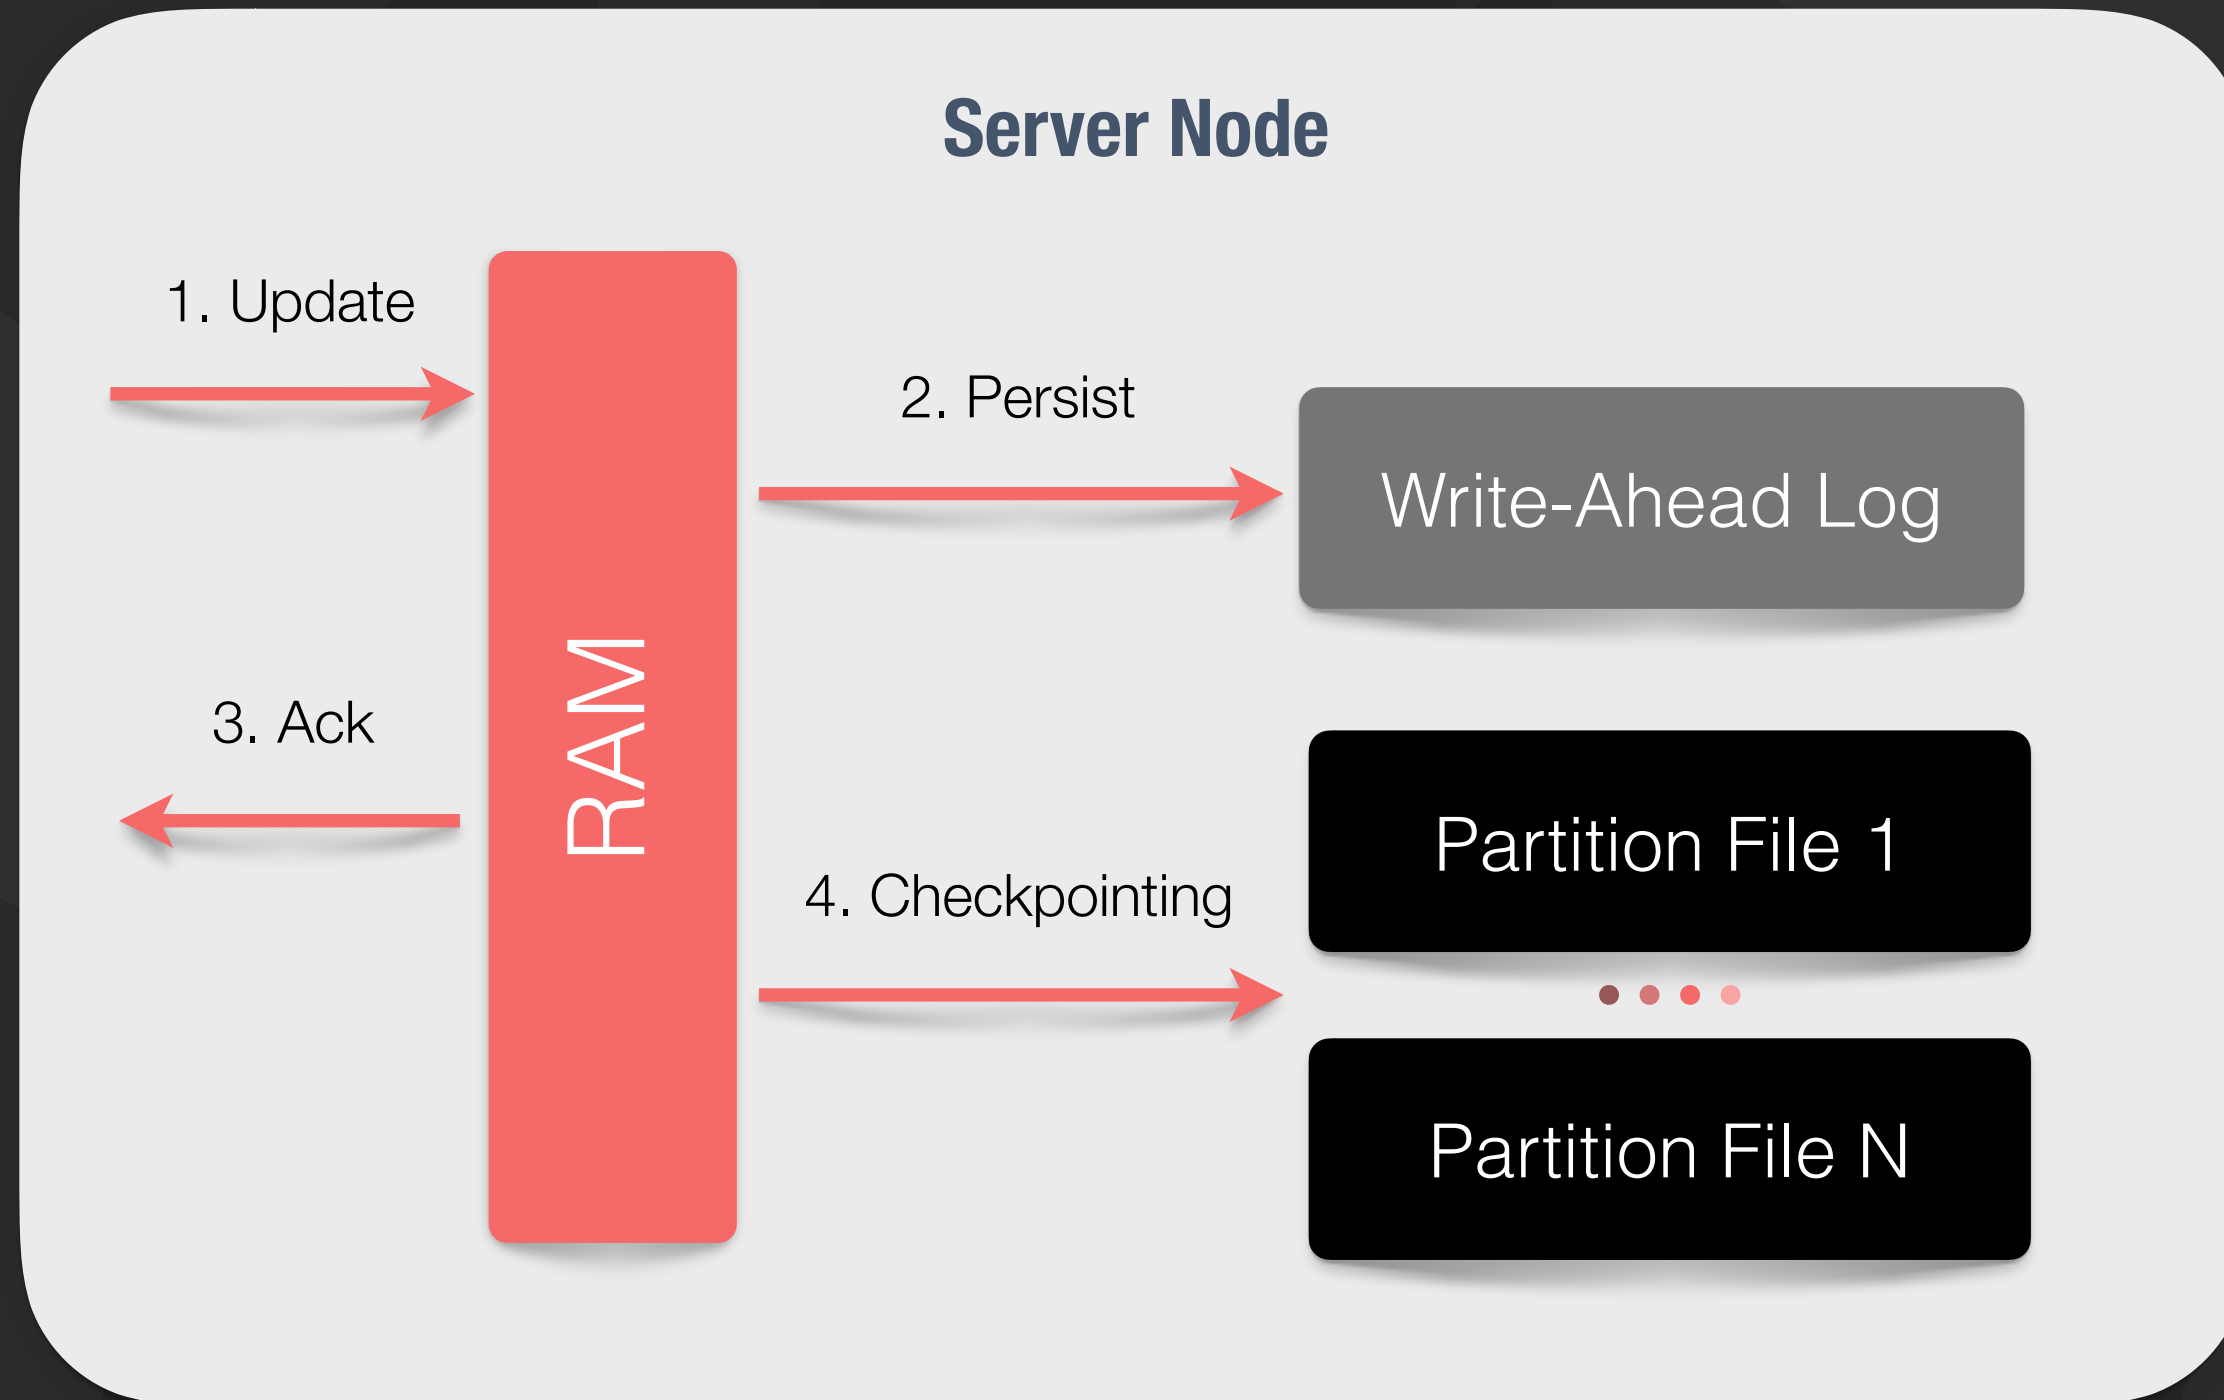 Server Node
1. Update
2. Persist
Write-Ahead Log
RAM
3. Ack
Partition File 1
4. Checkpointing
Partition File N